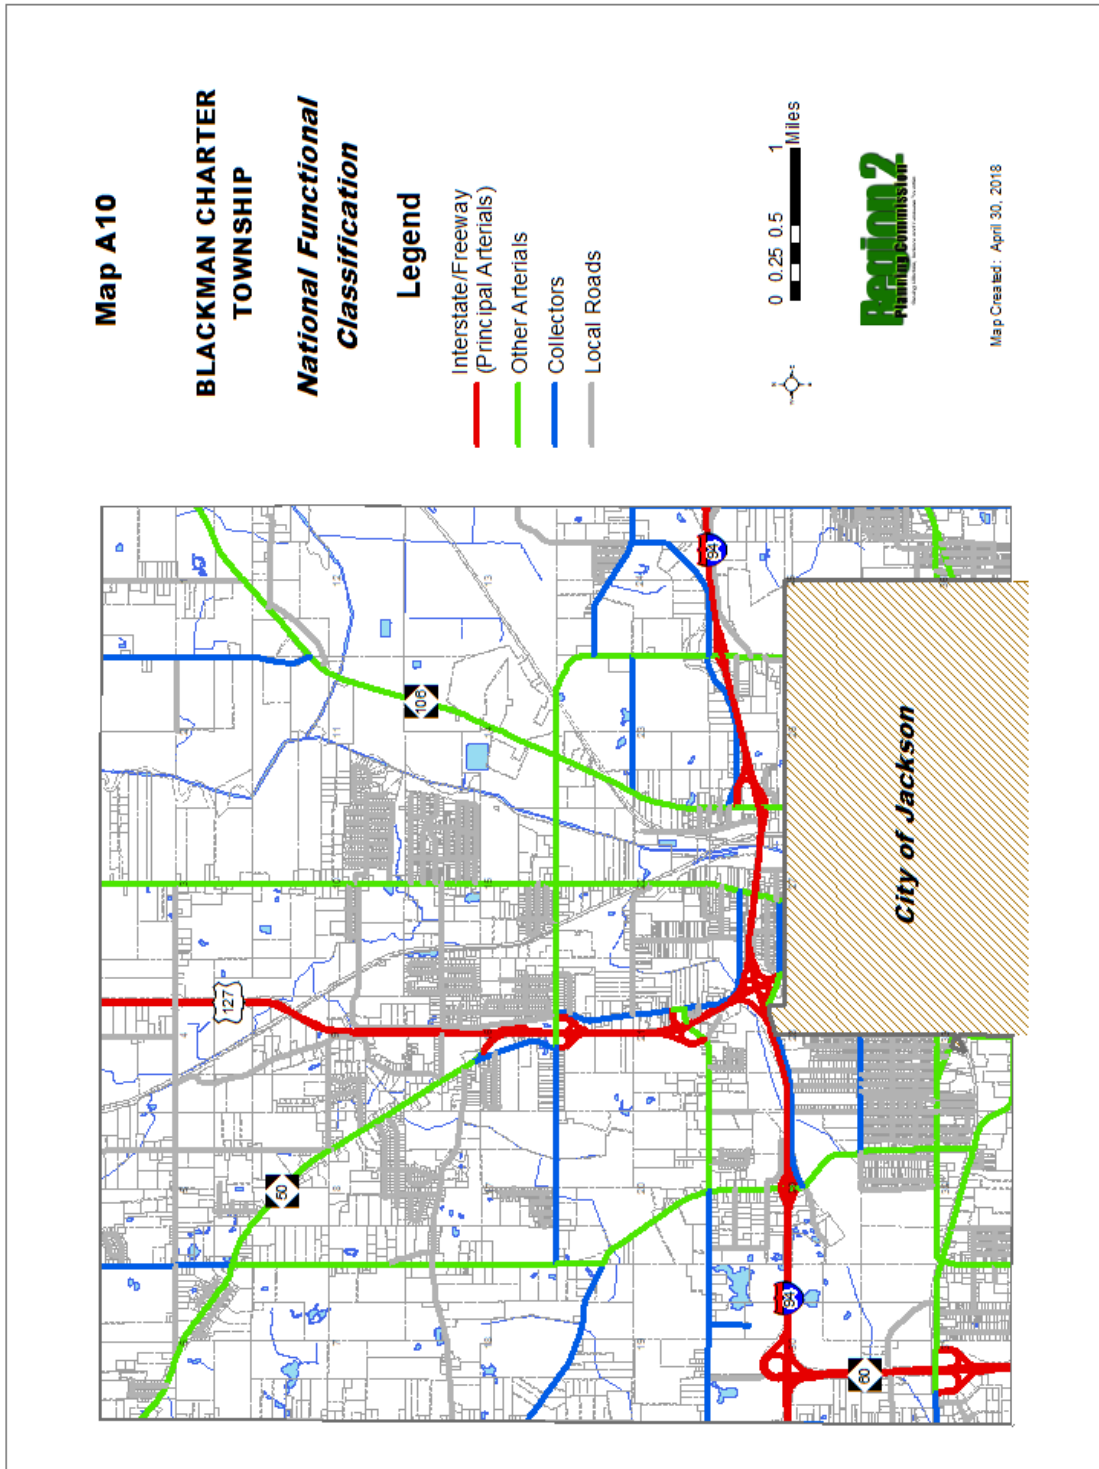 Map A10
BLACKMAN CHARTER
TOWNSHIP
National Functional
Classification
Legend
Interstate/Freeway
(Principal Arterials)
Other Arterials
Collectors
Local Roads
0 0.25 0.5 1
Miles
Region 2
Planning Commission
Map Created: April 30, 2018
127
50
106
94
94
60
City of Jackson